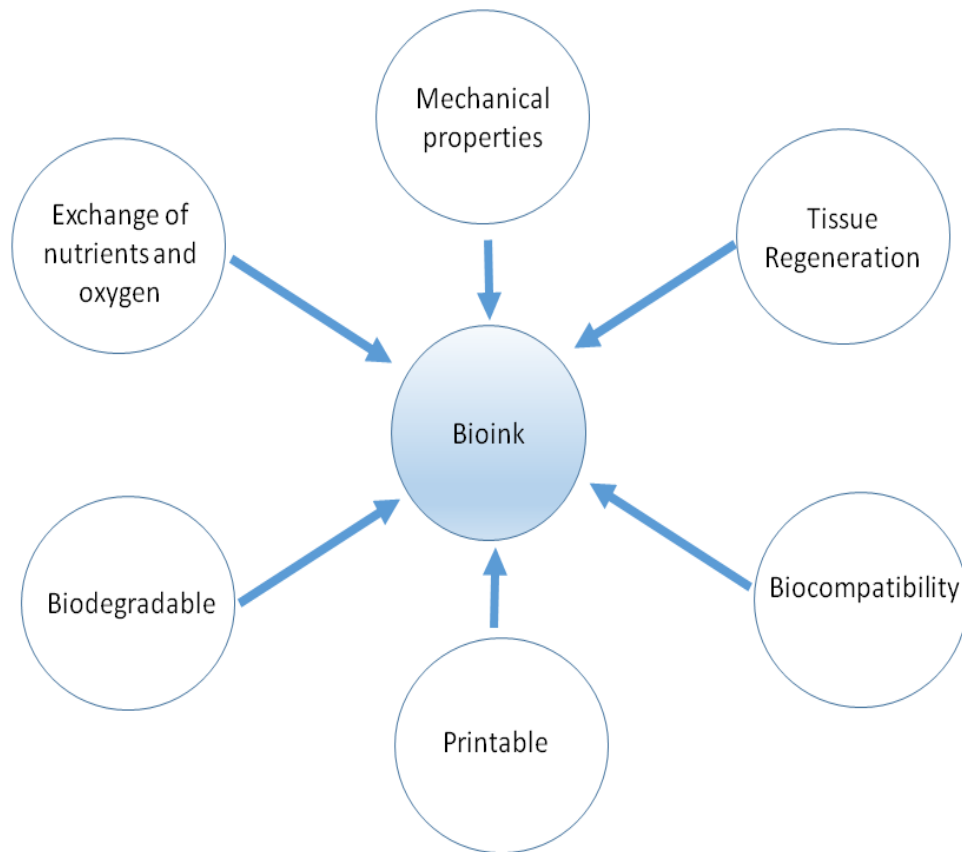 Mechanical
properties
Exchange of
nutrients and
oxygen
Tissue
Regeneration
Bioink
Biodegradable
Biocompatibility
Printable